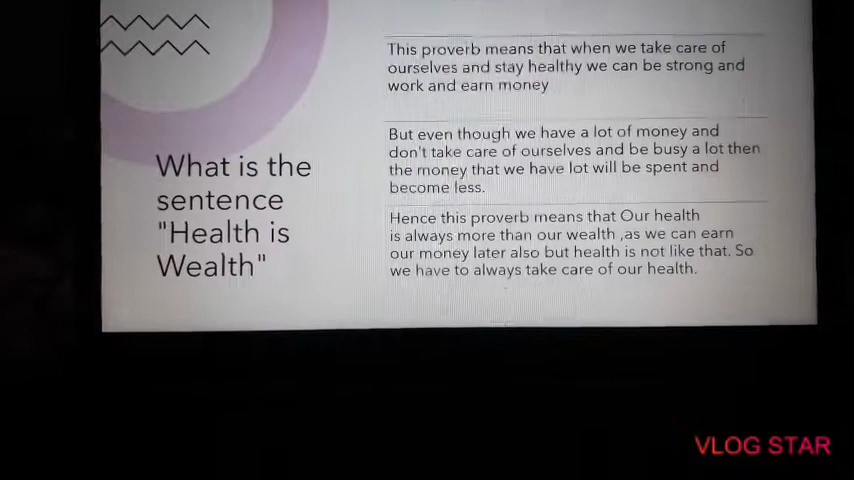 What is the
sentence
"Health is
Wealth"
This proverb means that when we take care of
ourselves and stay healthy we can be strong and
work and earn money
But even though we have a lot of money and
don't take care of ourselves and be busy a lot then
the money that we have lot will be spent and
become less.
Hence this proverb means that Our health
is always more than our wealth ,as we can earn
our money later also but health is not like that. So
we have to always take care of our health.
VLOG STAR